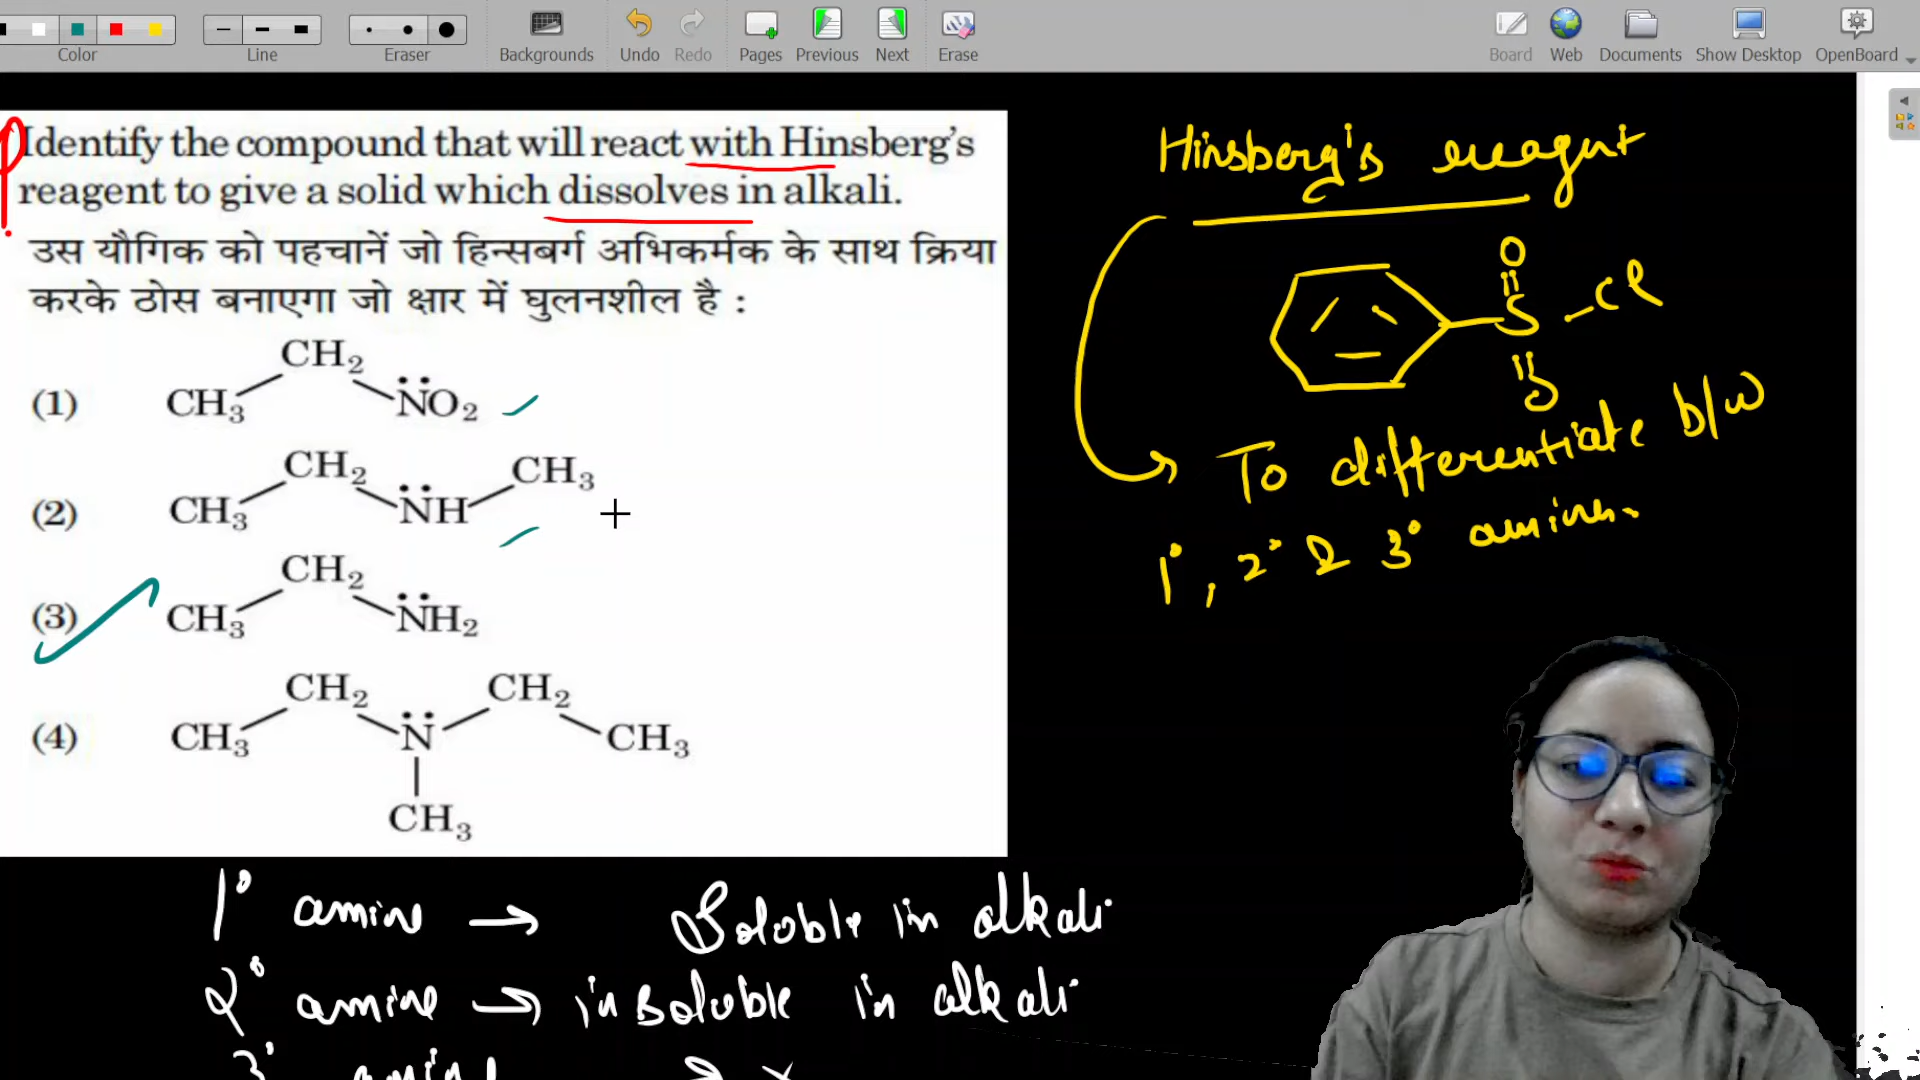 Color Line Eraser Backgrounds Undo Redo Pages Previous Next Erase Board Web Documents Show Desktop OpenBoard
Identify the compound that will react with Hinsberg's
reagent to give a solid which dissolves in alkali.
उस यौगिक को पहचानें जो हिन्सबर्ग अभिकर्मक के साथ क्रिया
करके ठोस बनाएगा जो क्षार में घुलनशील है :
(1) CH3 CH2 NO2
(2) CH3 CH2 NH CH3
(3) CH3 CH2 NH2
(4) CH3 CH2 N CH2 CH3
CH3
Hinsberg's reagent
O
S - Cl
O
To differentiate b/w
1°, 2° & 3° amines.
1° amine → Soluble in alkali
2° amine → insoluble in alkali
3° amine → x